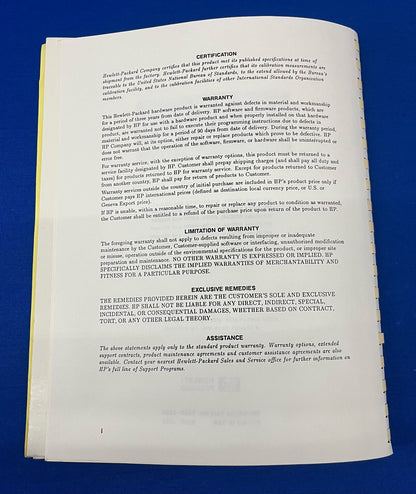 CERTIFICATION
Hewlett-Packard Company certifies that this product met its published specifications at time of
shipment from the factory. Hewlett-Packard further certifies that its calibration measurements are
traceable to the United States National Bureau of Standards, to the extent allowed by the Bureau's
calibration facility, and to the calibration facilities of other International Standards Organization
members.
WARRANTY
This Hewlett-Packard hardware product is warranted against defects in material and workmanship
for a period of three years from date of delivery. BP software and firmware products, which are
designated by BP for use with a hardware product and when properly installed on that hardware
product, are warranted not to fail to execute their programming instructions due to defects in
material and workmanship for a period of 90 days from date of delivery. During the warranty period,
HP Company will, at its option, either repair or replace products which prove to be defective. BP
does not warrant that the operation of the software, firmware, or hardware shall be uninterrupted or
error free.
For warranty service, with the exception of warranty options, this product must be returned to a
service facility designated by BP. Customer shall prepay shipping charges (and shall pay all duty and
taxes) for products returned to HP for warranty service. Except for products returned to Customer
from another country, BP shall pay for return of products to Customer.
Warranty services outside the country of initial purchase are included in BP's product price only if
Customer pays BP international prices (defined as destination local currency price, or U.S. or
Geneva Export price).
If BP is unable, within a reasonable time, to repair or replace any product to condition as warranted,
the Customer shall be entitled to a refund of the purchase price upon return of the product to BP.
LIMITATION OF WARRANTY
The foregoing warranty shall not apply to defects resulting from improper or inadequate
maintenance by the Customer, Customer-supplied software or interfacing, unauthorized modification
or misuse, operation outside of the environmental specifications for the product, or improper site
preparation and maintenance. NO OTHER WARRANTY IS EXPRESSED OR IMPLIED. BP
SPECIFICALLY DISCLAIMS THE IMPLIED WARRANTIES OF MERCHANTABILITY AND
FITNESS FOR A PARTICULAR PURPOSE.
EXCLUSIVE REMEDIES
THE REMEDIES PROVIDED HEREIN ARE THE CUSTOMER'S SOLE AND EXCLUSIVE
REMEDIES. BP SHALL NOT BE LIABLE FOR ANY DIRECT, INDIRECT, SPECIAL,
INCIDENTAL, OR CONSEQUENTIAL DAMAGES, WHETHER BASED ON CONTRACT,
TORT, OR ANY OTHER LEGAL THEORY.
ASSISTANCE
The above statements apply only to the standard product warranty. Warranty options, extended
support contracts, product maintenance agreements and customer assistance agreements are also
available. Contact your nearest Hewlett-Packard Sales and Service office for further information on
BP's full line of Support Programs.